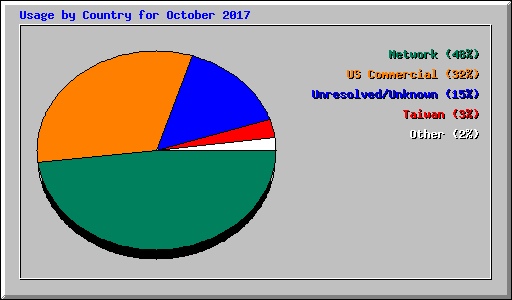 Usage by Country for October 2017
Network (48%)
US Commercial (32%)
Unresolved/Unknown (15%)
Taiwan (3%)
Other (2%)